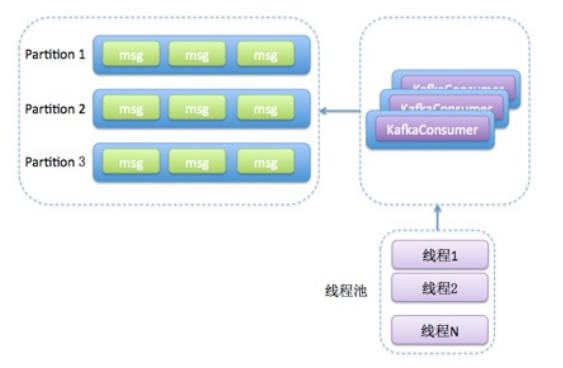 Partition 1
msg msg msg
Partition 2
msg msg msg
Partition 3
msg msg msg
KafkaConsumer
KafkaConsumer
KafkaConsumer
线程池
线程1
线程2
线程N